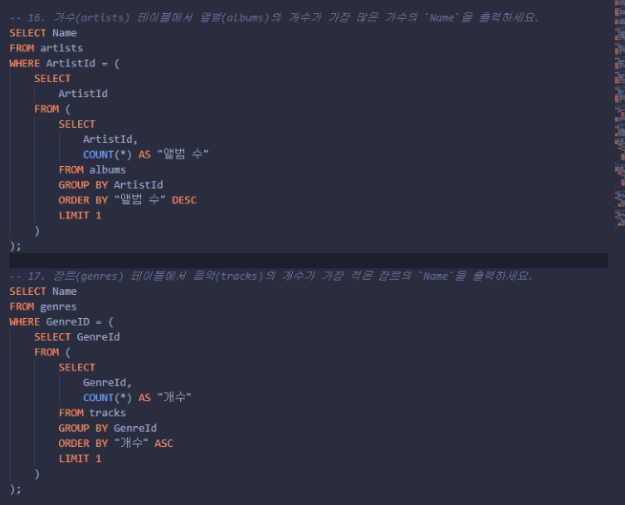 -- 16. 가수(artists) 테이블에서 앨범(albums)의 개수가 가장 많은 가수의 `Name`을 출력하세요.
SELECT Name
FROM artists
WHERE ArtistId = (
    SELECT
        ArtistId
    FROM (
        SELECT
            ArtistId,
            COUNT(*) AS "앨범 수"
        FROM albums
        GROUP BY ArtistId
        ORDER BY "앨범 수" DESC
        LIMIT 1
    )
);
-- 17. 장르(genres) 테이블에서 음악(tracks)의 개수가 가장 적은 장르의 `Name`을 출력하세요.
SELECT Name
FROM genres
WHERE GenreID = (
    SELECT GenreId
    FROM (
        SELECT
            GenreId,
            COUNT(*) AS "개수"
        FROM tracks
        GROUP BY GenreId
        ORDER BY "개수" ASC
        LIMIT 1
    )
);